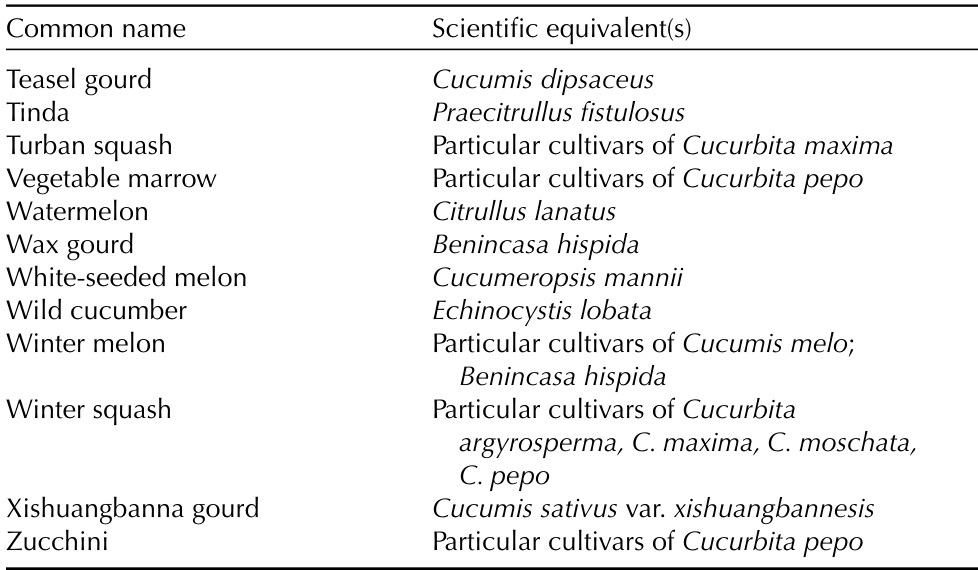 Common name Scientific equivalent(s)
Teasel gourd Cucumis dipsaceus
Tinda Praecitrullus fistulosus
Turban squash Particular cultivars of Cucurbita maxima
Vegetable marrow Particular cultivars of Cucurbita pepo
Watermelon Citrullus lanatus
Wax gourd Benincasa hispida
White-seeded melon Cucumeropsis mannii
Wild cucumber Echinocystis lobata
Winter melon Particular cultivars of Cucumis melo;
Benincasa hispida
Winter squash Particular cultivars of Cucurbita
argyrosperma, C. maxima, C. moschata,
C. pepo
Xishuangbanna gourd Cucumis sativus var. xishuangbannesis
Zucchini Particular cultivars of Cucurbita pepo